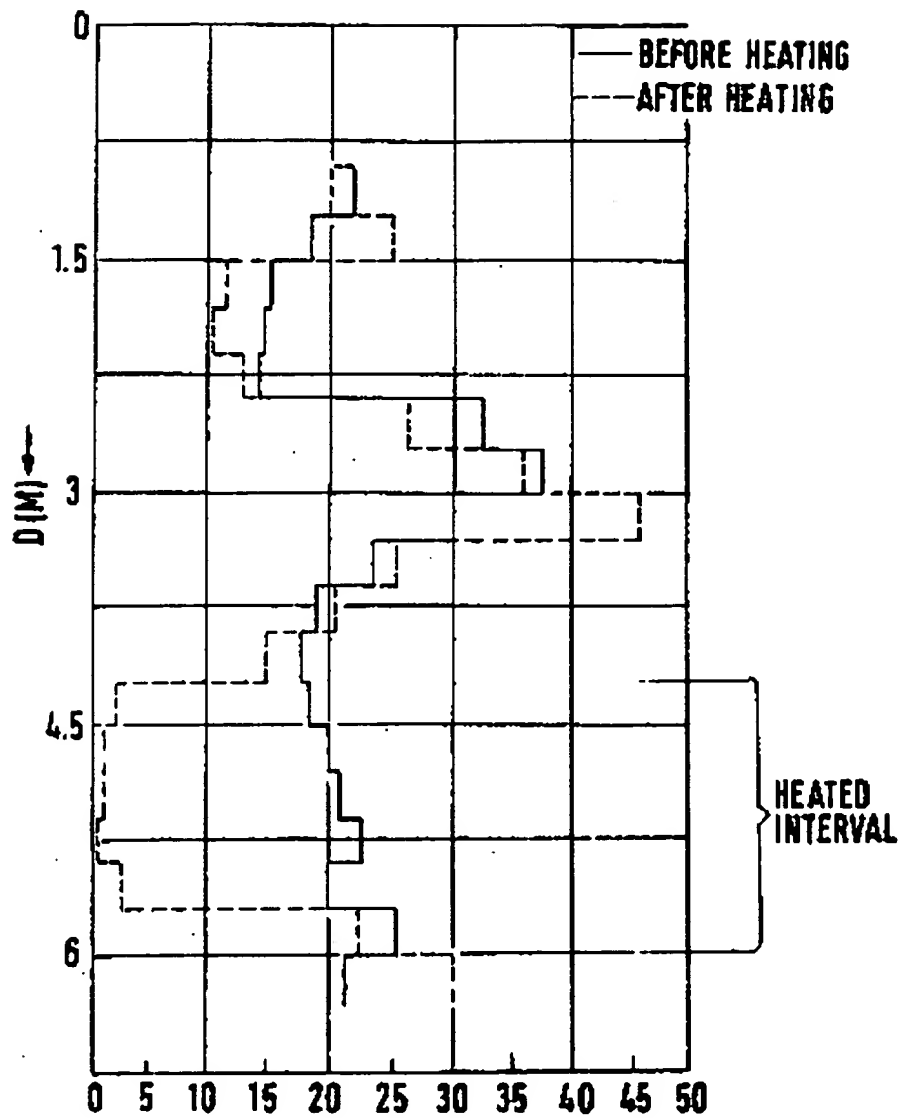 0
BEFORE HEATING
AFTER HEATING
1.5
D(M)
3
4.5
HEATED
INTERVAL
6
0 5 10 15 20 25 30 35 40 45 50